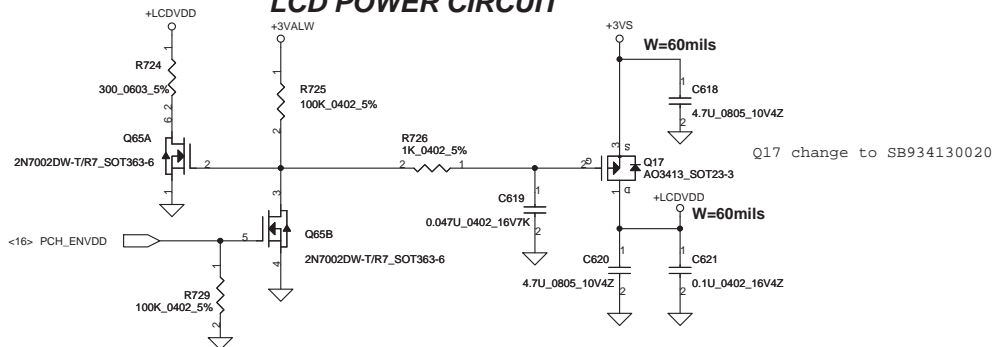 LCD POWER CIRCUIT
+LCDVDD
+3VALW
+3VS
W=60mils
1
R724
300_0603_5%
2
1
R725
100K_0402_5%
2
1
C618
4.7U_0805_10V4Z
2
6
Q65A
2N7002DW-T/R7_SOT363-6
2
1
R726
1K_0402_5%
2
1
3
S
2
G
Q17
AO3413_SOT23-3
D
1
Q17 change to SB934130020
C619
0.047U_0402_16V7K
1
2
+LCDVDD
W=60mils
3
Q65B
2N7002DW-T/R7_SOT363-6
5
4
<16> PCH_ENVDD
1
R729
100K_0402_5%
2
1
C620
4.7U_0805_10V4Z
2
1
C621
0.1U_0402_16V4Z
2